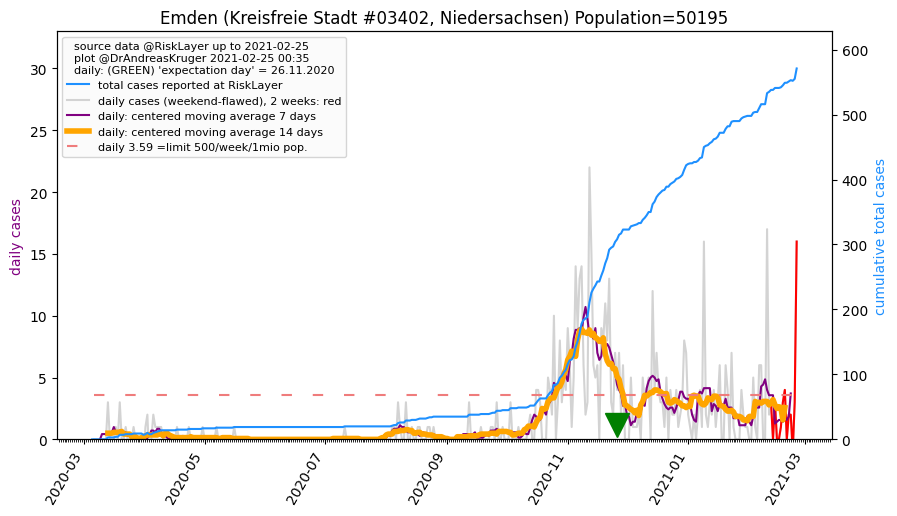 Emden (Kreisfreie Stadt #03402, Niedersachsen) Population=50195
source data @RiskLayer up to 2021-02-25
plot @DrAndreasKruger 2021-02-25 00:35
daily: (GREEN) 'expectation day' = 26.11.2020
total cases reported at RiskLayer
daily cases (weekend-flawed), 2 weeks: red
daily: centered moving average 7 days
daily: centered moving average 14 days
daily 3.59 =limit 500/week/1mio pop.
daily cases
30
25
20
15
10
5
0
600
500
400
300
200
100
0
cumulative total cases
2020-03
2020-05
2020-07
2020-09
2020-11
2021-01
2021-03